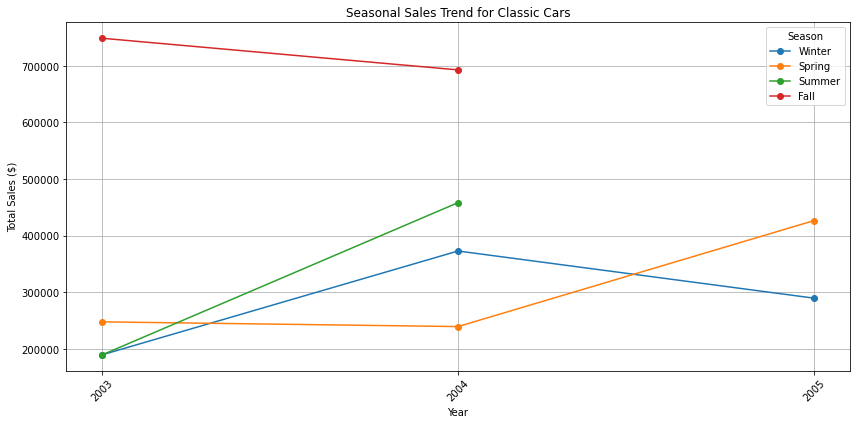 Seasonal Sales Trend for Classic Cars
Season
Winter
Spring
Summer
Fall
Total Sales ($)
700000
600000
500000
400000
300000
200000
2003
2004
2005
Year